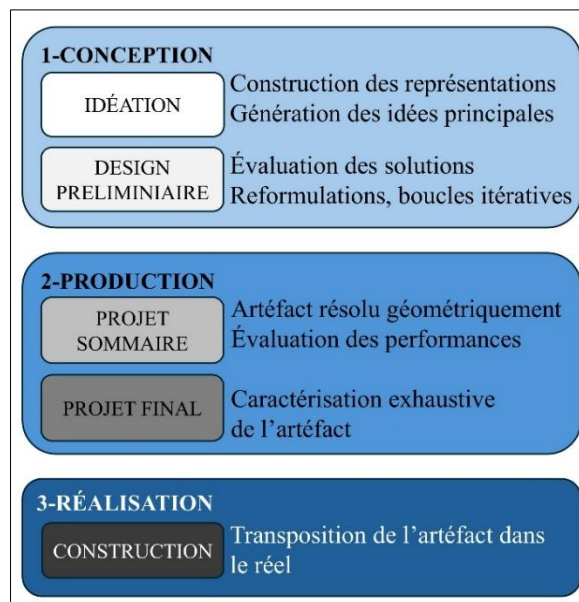 1-CONCEPTION
IDÉATION
Construction des représentations
Génération des idées principales
DESIGN
PRELIMINIAIRE
Évaluation des solutions
Reformulations, boucles itératives
2-PRODUCTION
PROJET
SOMMAIRE
Artéfact résolu géométriquement
Évaluation des performances
PROJET FINAL
Caractérisation exhaustive
de l’artéfact
3-RÉALISATION
CONSTRUCTION
Transposition de l’artéfact dans
le réel